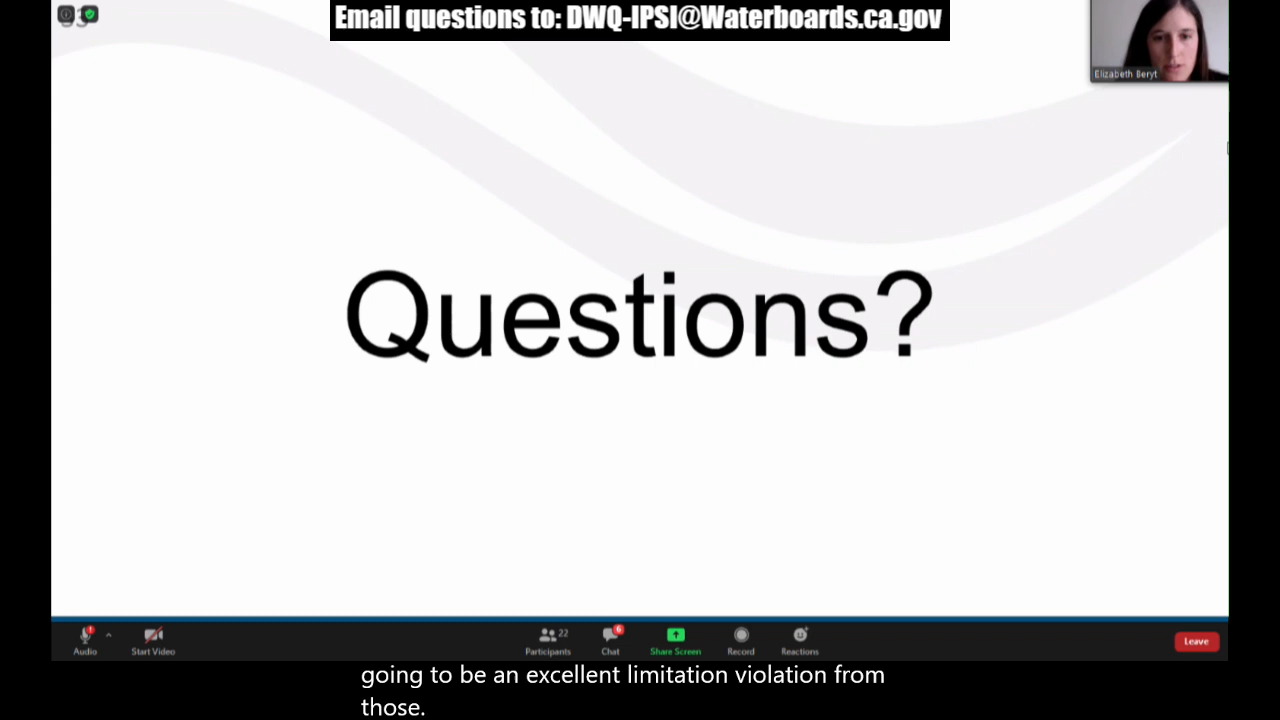 Email questions to: DWQ-IPSI@Waterboards.ca.gov
Elizabeth Beryt
Questions?
Audio
Start Video
Participants
22
Chat
6
Share Screen
Record
Reactions
Leave
going to be an excellent limitation violation from
those.